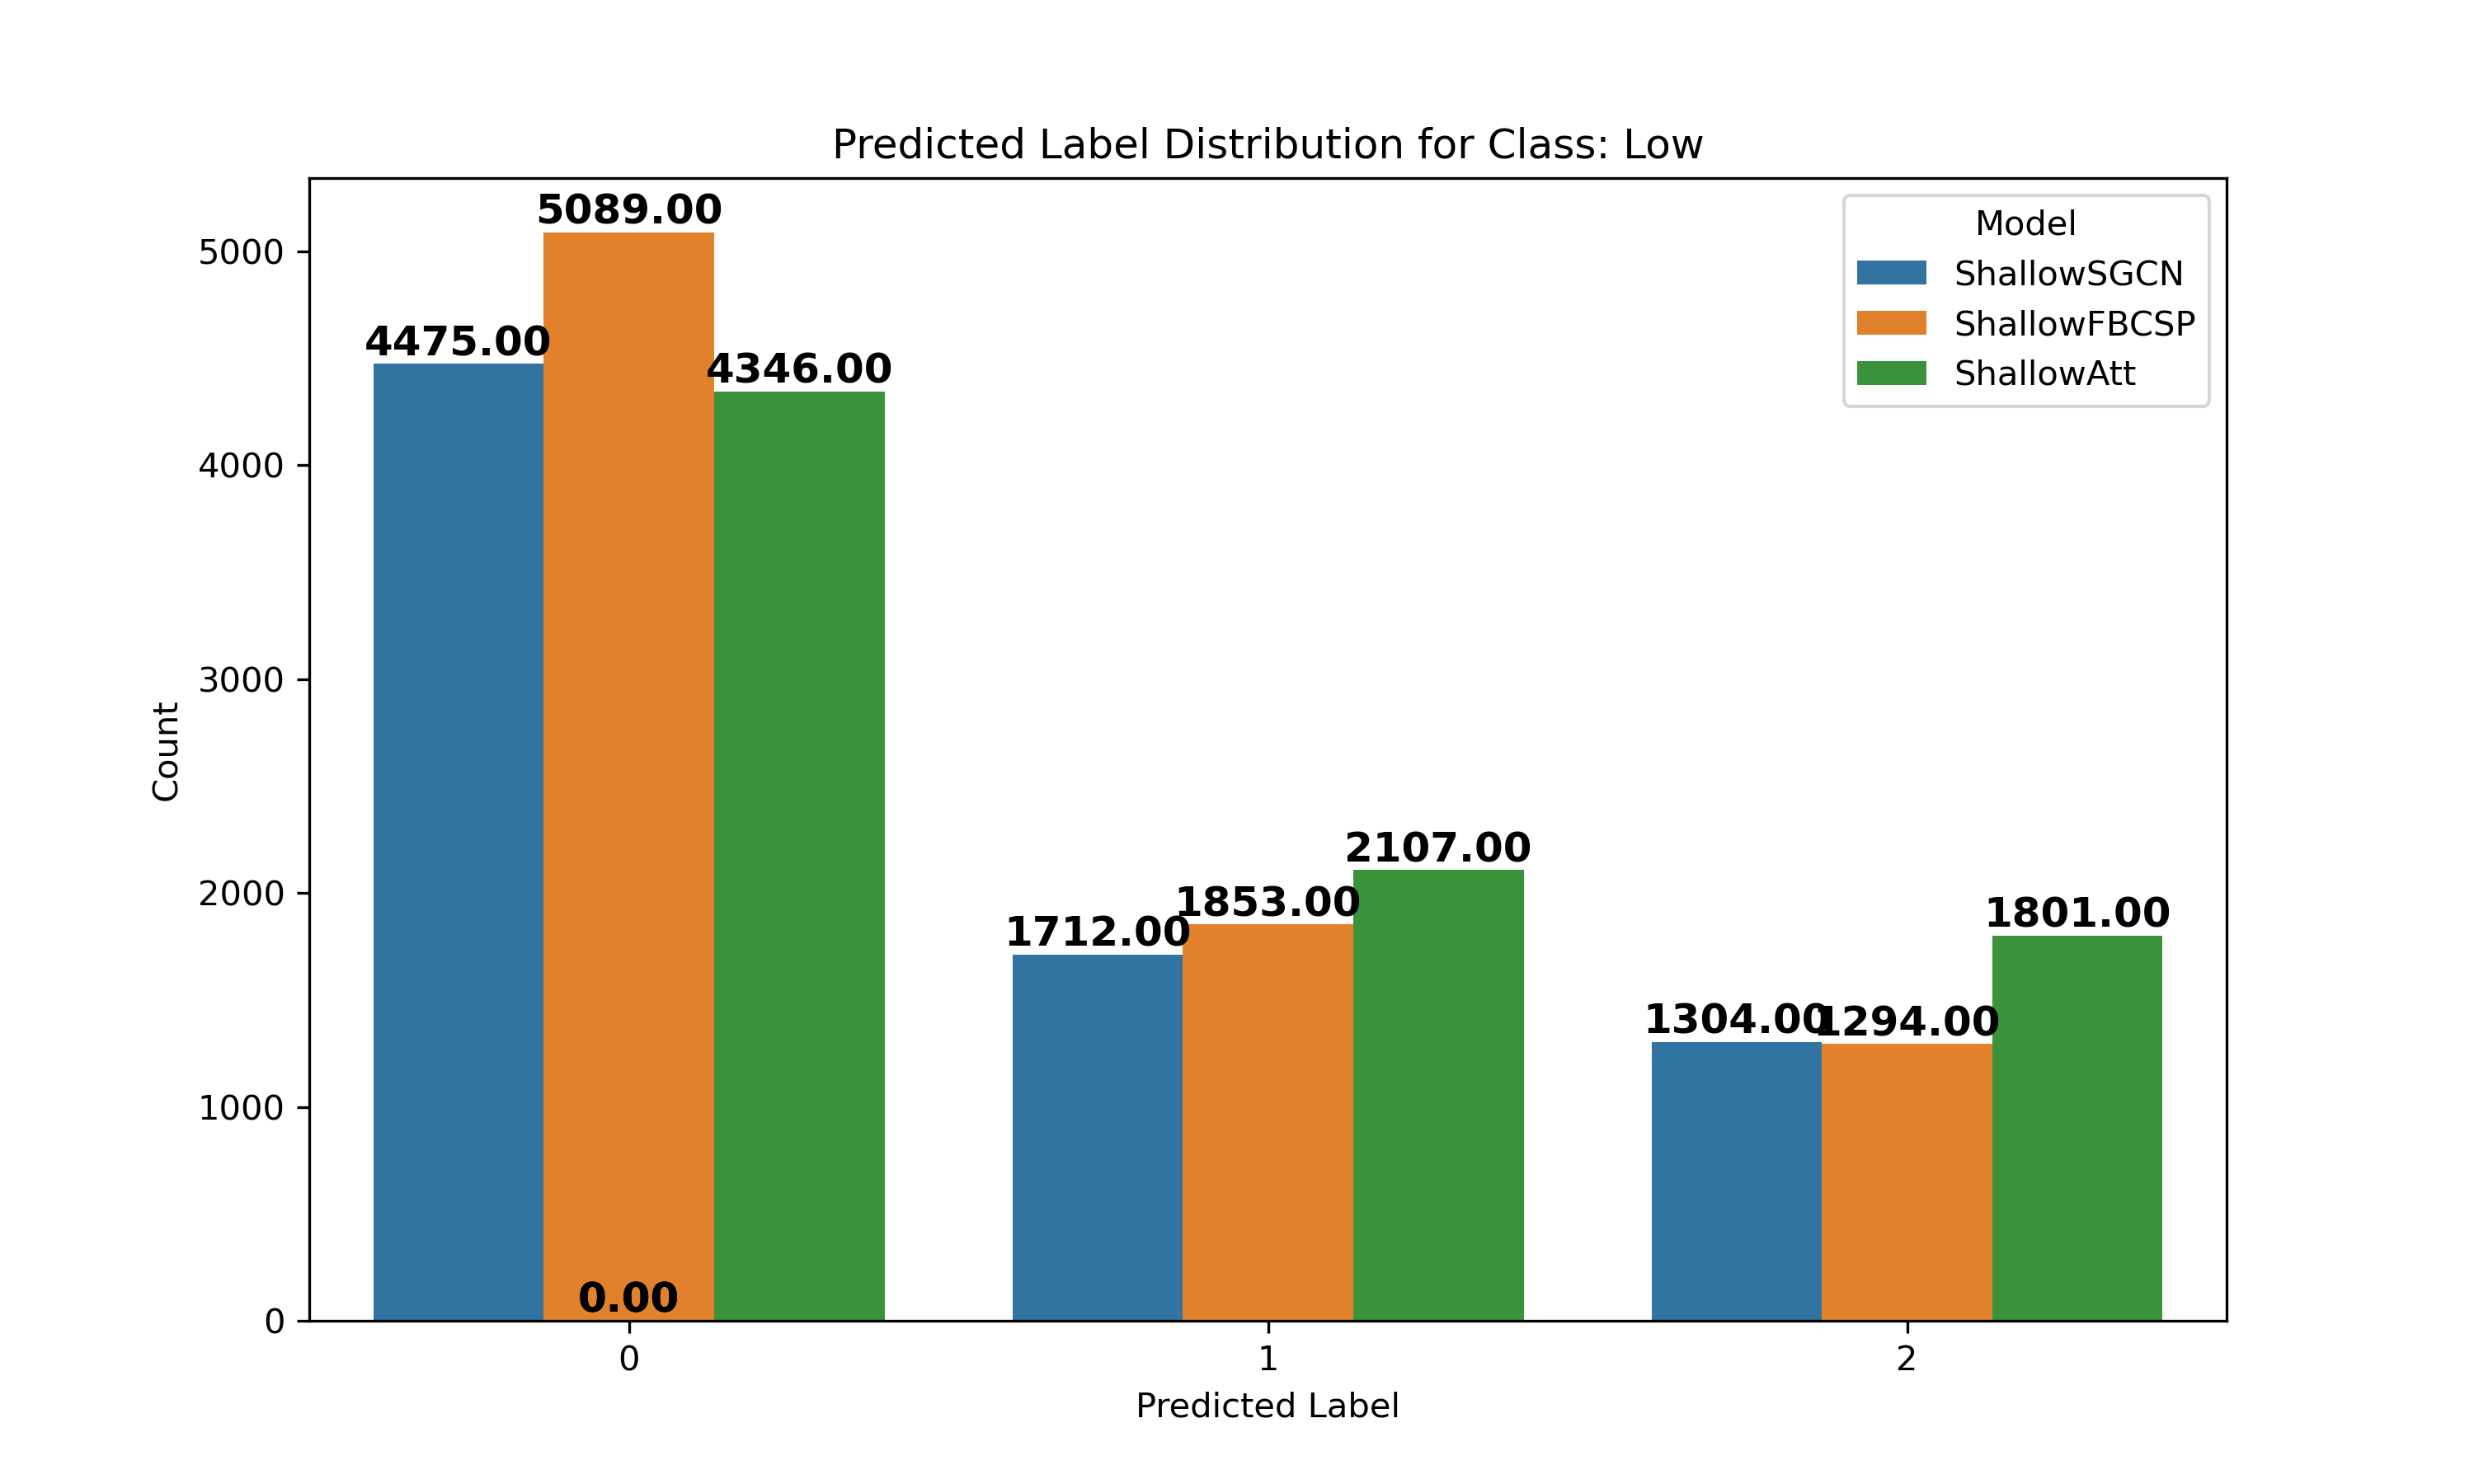 Predicted Label Distribution for Class: Low
Model
ShallowSGCN
ShallowFBCSP
ShallowAtt
5089.00
4475.00
4346.00
2107.00
1853.00
1712.00
1801.00
1304.00
1294.00
0.00
5000
4000
3000
2000
1000
0
Count
0 1 2
Predicted Label